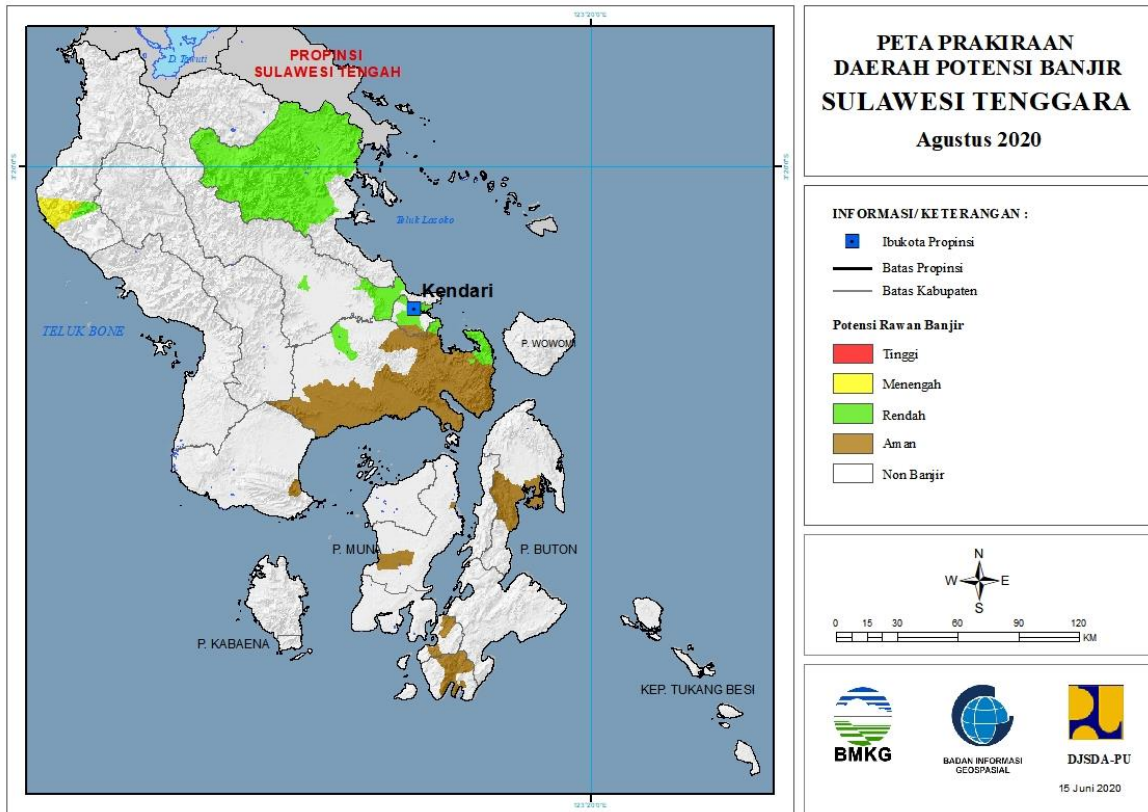 PROPINSI
SULAWESI TENGAH
D. Towuti
Teluk Lasoko
Kendari
TELUK BONE
P. WOWONI
P. MUNA
P. BUTON
P. KABAENA
KEP. TUKANG BESI
PETA PRAKIRAAN
DAERAH POTENSI BANJIR
SULAWESI TENGGARA
Agustus 2020
INFORMASI/ KETERANGAN :
Ibukota Propinsi
Batas Propinsi
Batas Kabupaten
Potensi Rawan Banjir
Tinggi
Menengah
Rendah
Aman
Non Banjir
N
W E
S
0 15 30 60 90 120
KM
BMKG
BADAN INFORMASI
GEOSPASIAL
DJSDA-PU
15 Juni 2020